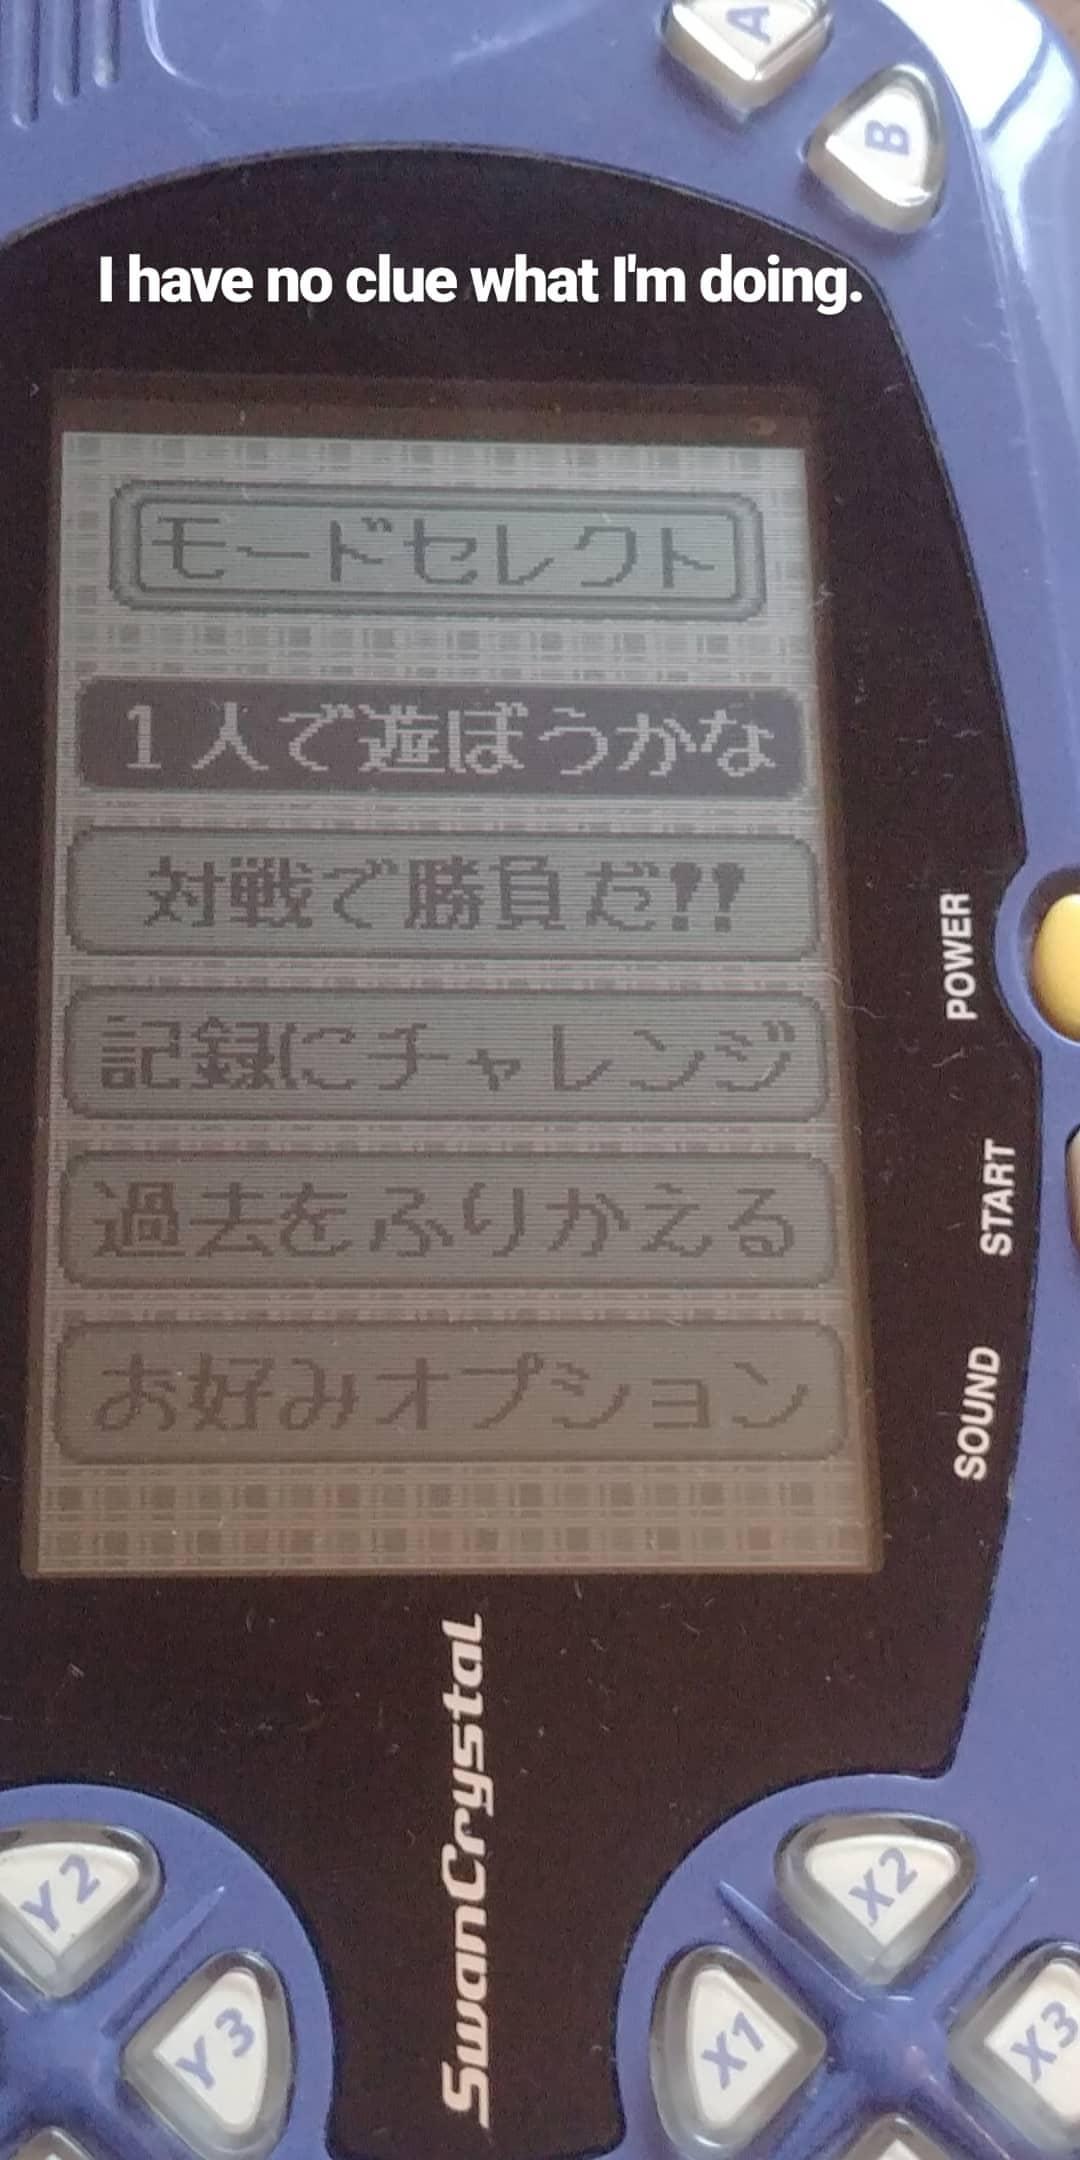 A
B
I have no clue what I'm doing.
モードセレクト
1人で遊ぼうかな
対戦で勝負だ!!
記録にチャレンジ
過去をふりかえる
お好みオプション
POWER
START
SOUND
SwanCrystal
Y2
X2
Y3
X1
X3